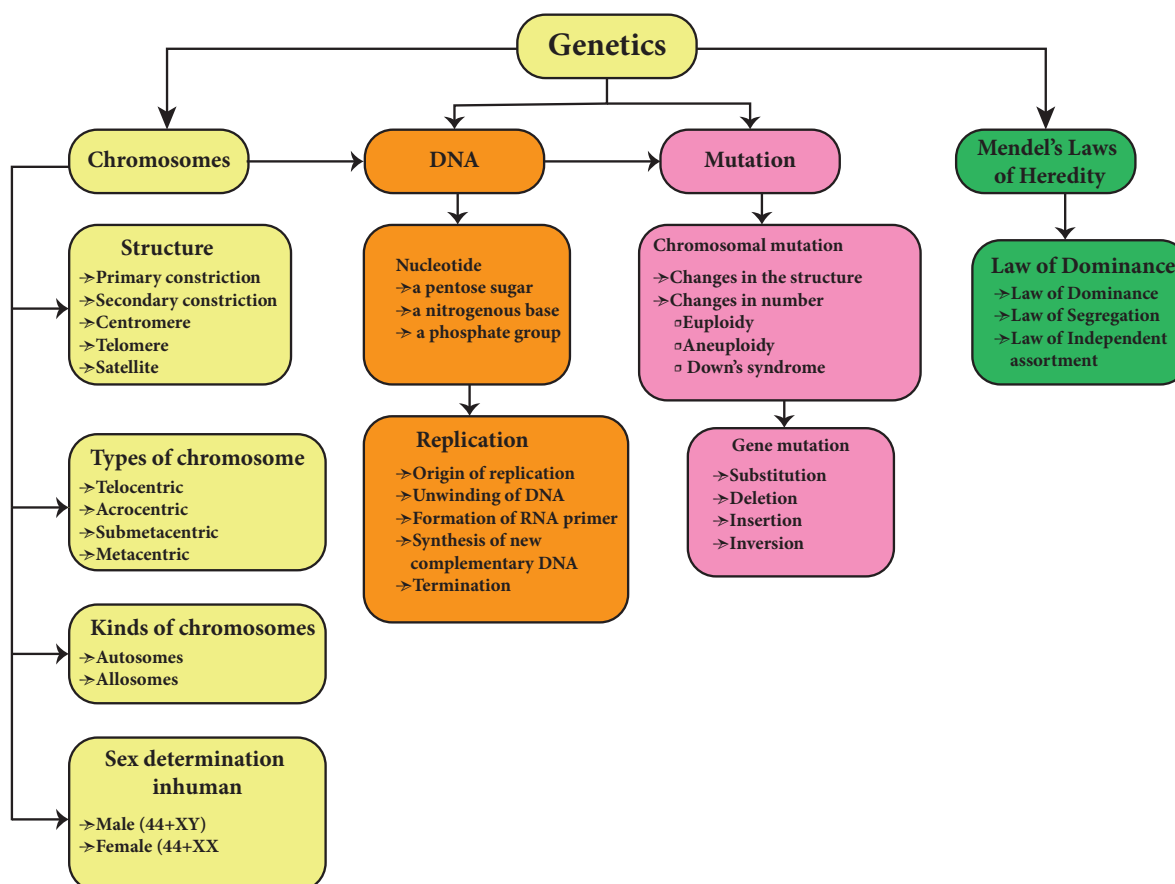 Genetics
Chromosomes
DNA
Mutation
Mendel's Laws
of Heredity
Structure
➔Primary constriction
➔Secondary constriction
➔Centromere
➔Telomere
➔Satellite
Types of chromosome
➔Telocentric
➔Acrocentric
➔Submetacentric
➔Metacentric
Kinds of chromosomes
➔Autosomes
➔Allosomes
Sex determination
inhuman
➔Male (44+XY)
➔Female (44+XX
Nucleotide
➔a pentose sugar
➔a nitrogenous base
➔ a phosphate group
Replication
➔Origin of replication
➔Unwinding of DNA
➔Formation of RNA primer
➔Synthesis of new
complementary DNA
➔Termination
Chromosomal mutation
➔Changes in the structure
➔Changes in number
▫Euploidy
▫Aneuploidy
▫ Down's syndrome
Gene mutation
➔Substitution
➔Deletion
➔Insertion
➔Inversion
Law of Dominance
➔Law of Dominance
➔Law of Segregation
➔Law of Independent
assortment